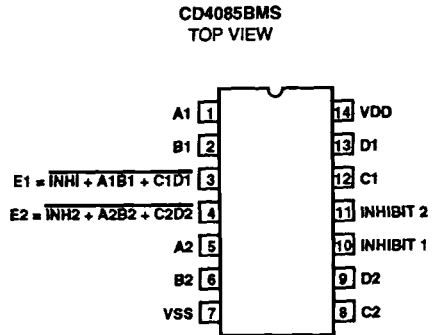 CD4085BMS
TOP VIEW
A1 1
B1 2
E1 = INHI + A1B1 + C1D1 3
E2 = INH2 + A2B2 + C2D2 4
A2 5
B2 6
VSS 7
14 VDD
13 D1
12 C1
11 INHIBIT 2
10 INHIBIT 1
9 D2
8 C2